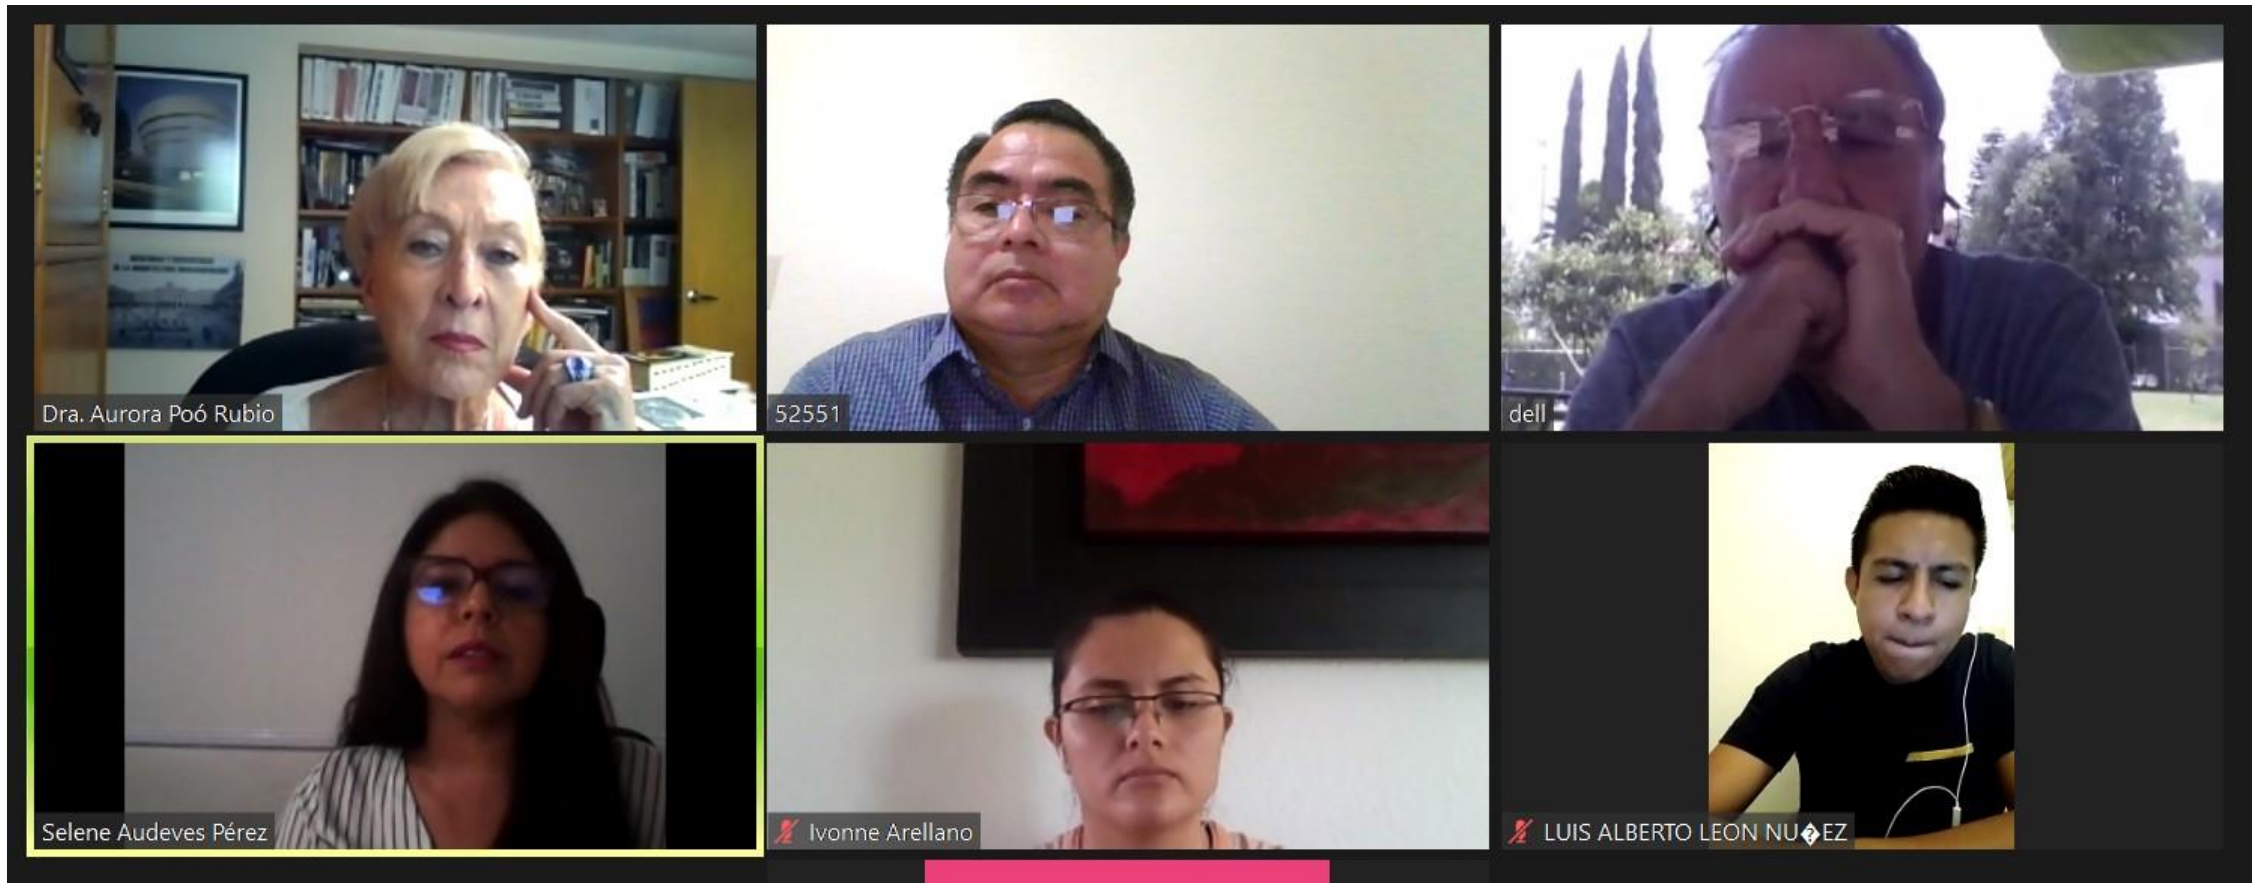 Dra. Aurora Poó Rubio
52551
dell
Selene Audeves Pérez
Ivonne Arellano
LUIS ALBERTO LEON NU�EZ